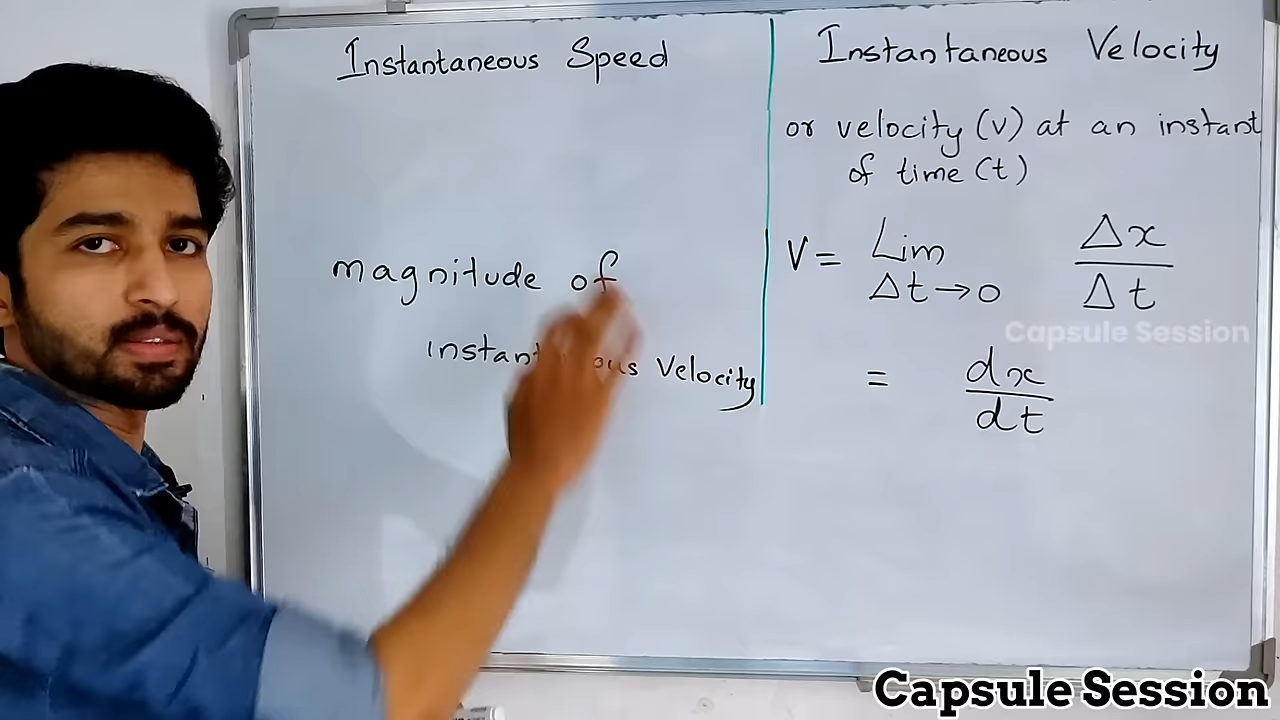 Instantaneous Speed
magnitude of
Velocity
Instantaneous Velocity
or velocity (v) at an instant
of time (t)
V = Lim Δx
Δt→0 Δt
= dx
dt
Capsule Session
Capsule Session